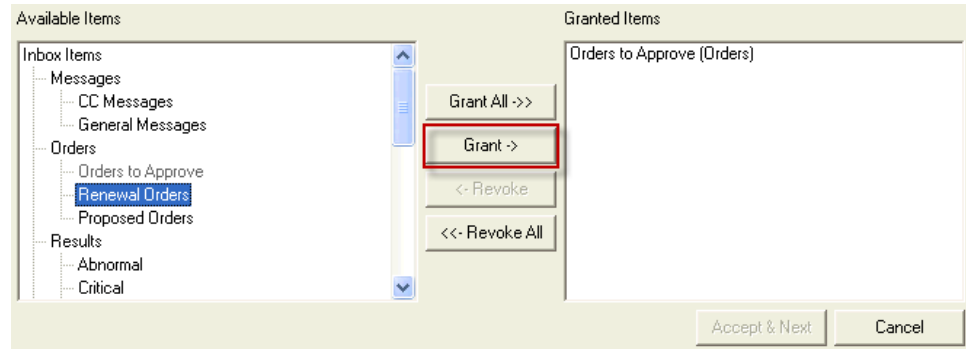 Available Items
Granted Items
Inbox Items
Messages
CC Messages
General Messages
Orders
Orders to Approve
Renewal Orders
Proposed Orders
Results
Abnormal
Critical
Grant All ->>
Grant ->
<- Revoke
<<- Revoke All
Orders to Approve (Orders)
Accept & Next
Cancel